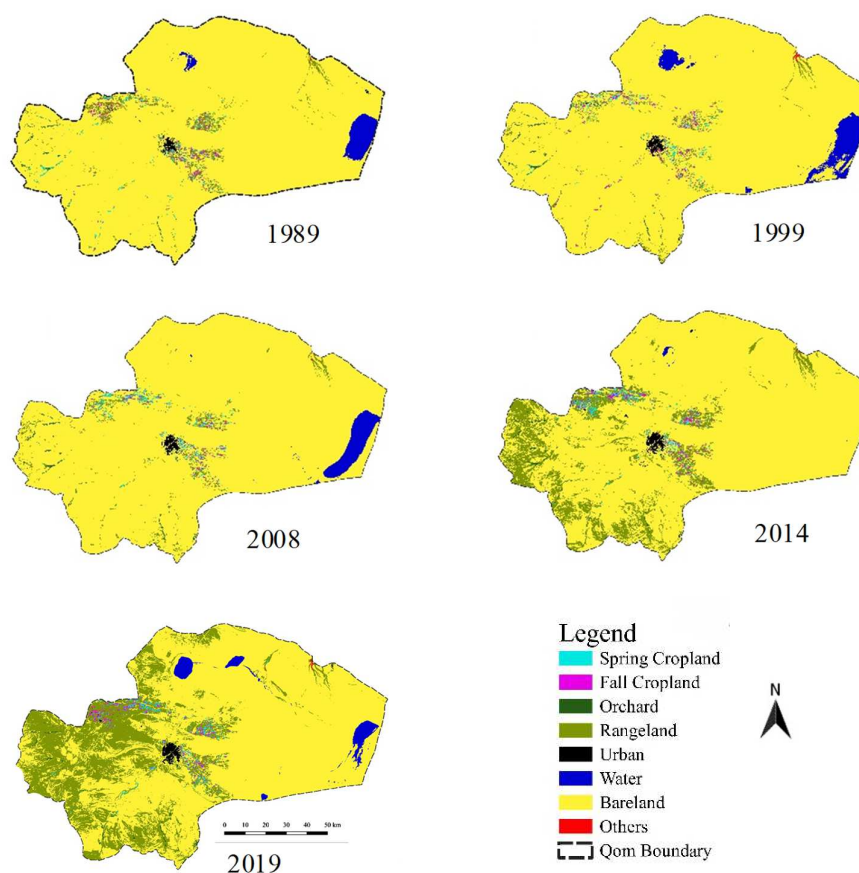 1989
1999
2008
2014
2019
0 10 20 30 40 50 km
Legend
Spring Cropland
Fall Cropland
Orchard
Rangeland
Urban
Water
Bareland
Others
Qom Boundary
N